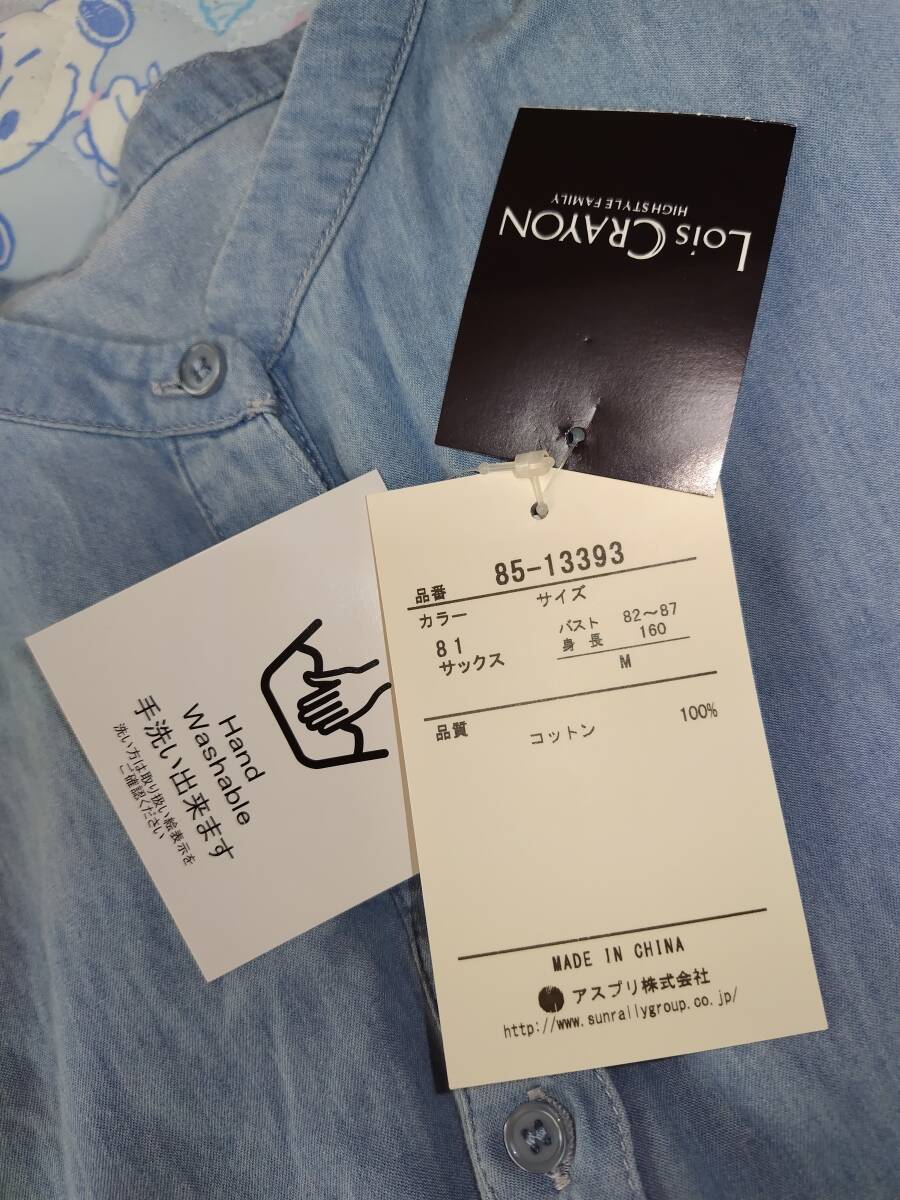 Lois CRAYON
HIGH STYLE FAMILY
品番 85-13393
カラー サイズ
81
サックス
バスト 82~87
身長 160
M
品質 コットン 100%
MADE IN CHINA
アスプリ株式会社
http://www.sunrallygroup.co.jp/
Hand
Washable
手洗い出来ます
洗い方は取り扱い絵表示を
ご確認ください